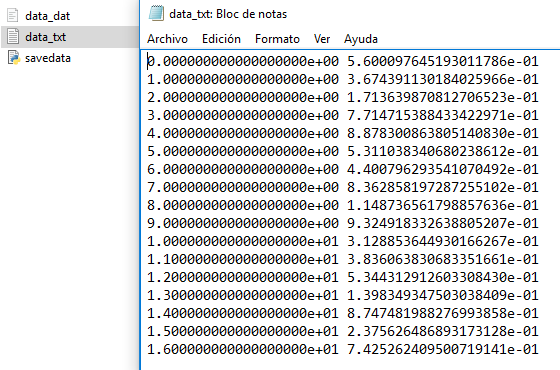 data_dat
data_txt
savedata
data_txt: Bloc de notas
Archivo Edición Formato Ver Ayuda
0.000000000000000000e+00 5.600097645193011786e-01
1.000000000000000000e+00 3.674391130184025966e-01
2.000000000000000000e+00 1.713639870812706523e-01
3.000000000000000000e+00 7.714715388433422971e-01
4.000000000000000000e+00 8.878300863805140830e-01
5.000000000000000000e+00 5.311038340680238612e-01
6.000000000000000000e+00 4.400796293541070492e-01
7.000000000000000000e+00 8.362858197287255102e-01
8.000000000000000000e+00 1.148736561798857636e-01
9.000000000000000000e+00 9.324918332638805207e-01
1.000000000000000000e+01 3.128853644930166267e-01
1.100000000000000000e+01 3.836063830683351661e-01
1.200000000000000000e+01 5.344312912603308430e-01
1.300000000000000000e+01 1.398349347503038409e-01
1.400000000000000000e+01 8.747481988276993858e-01
1.500000000000000000e+01 2.375626486893173128e-01
1.600000000000000000e+01 7.425262409500719141e-01